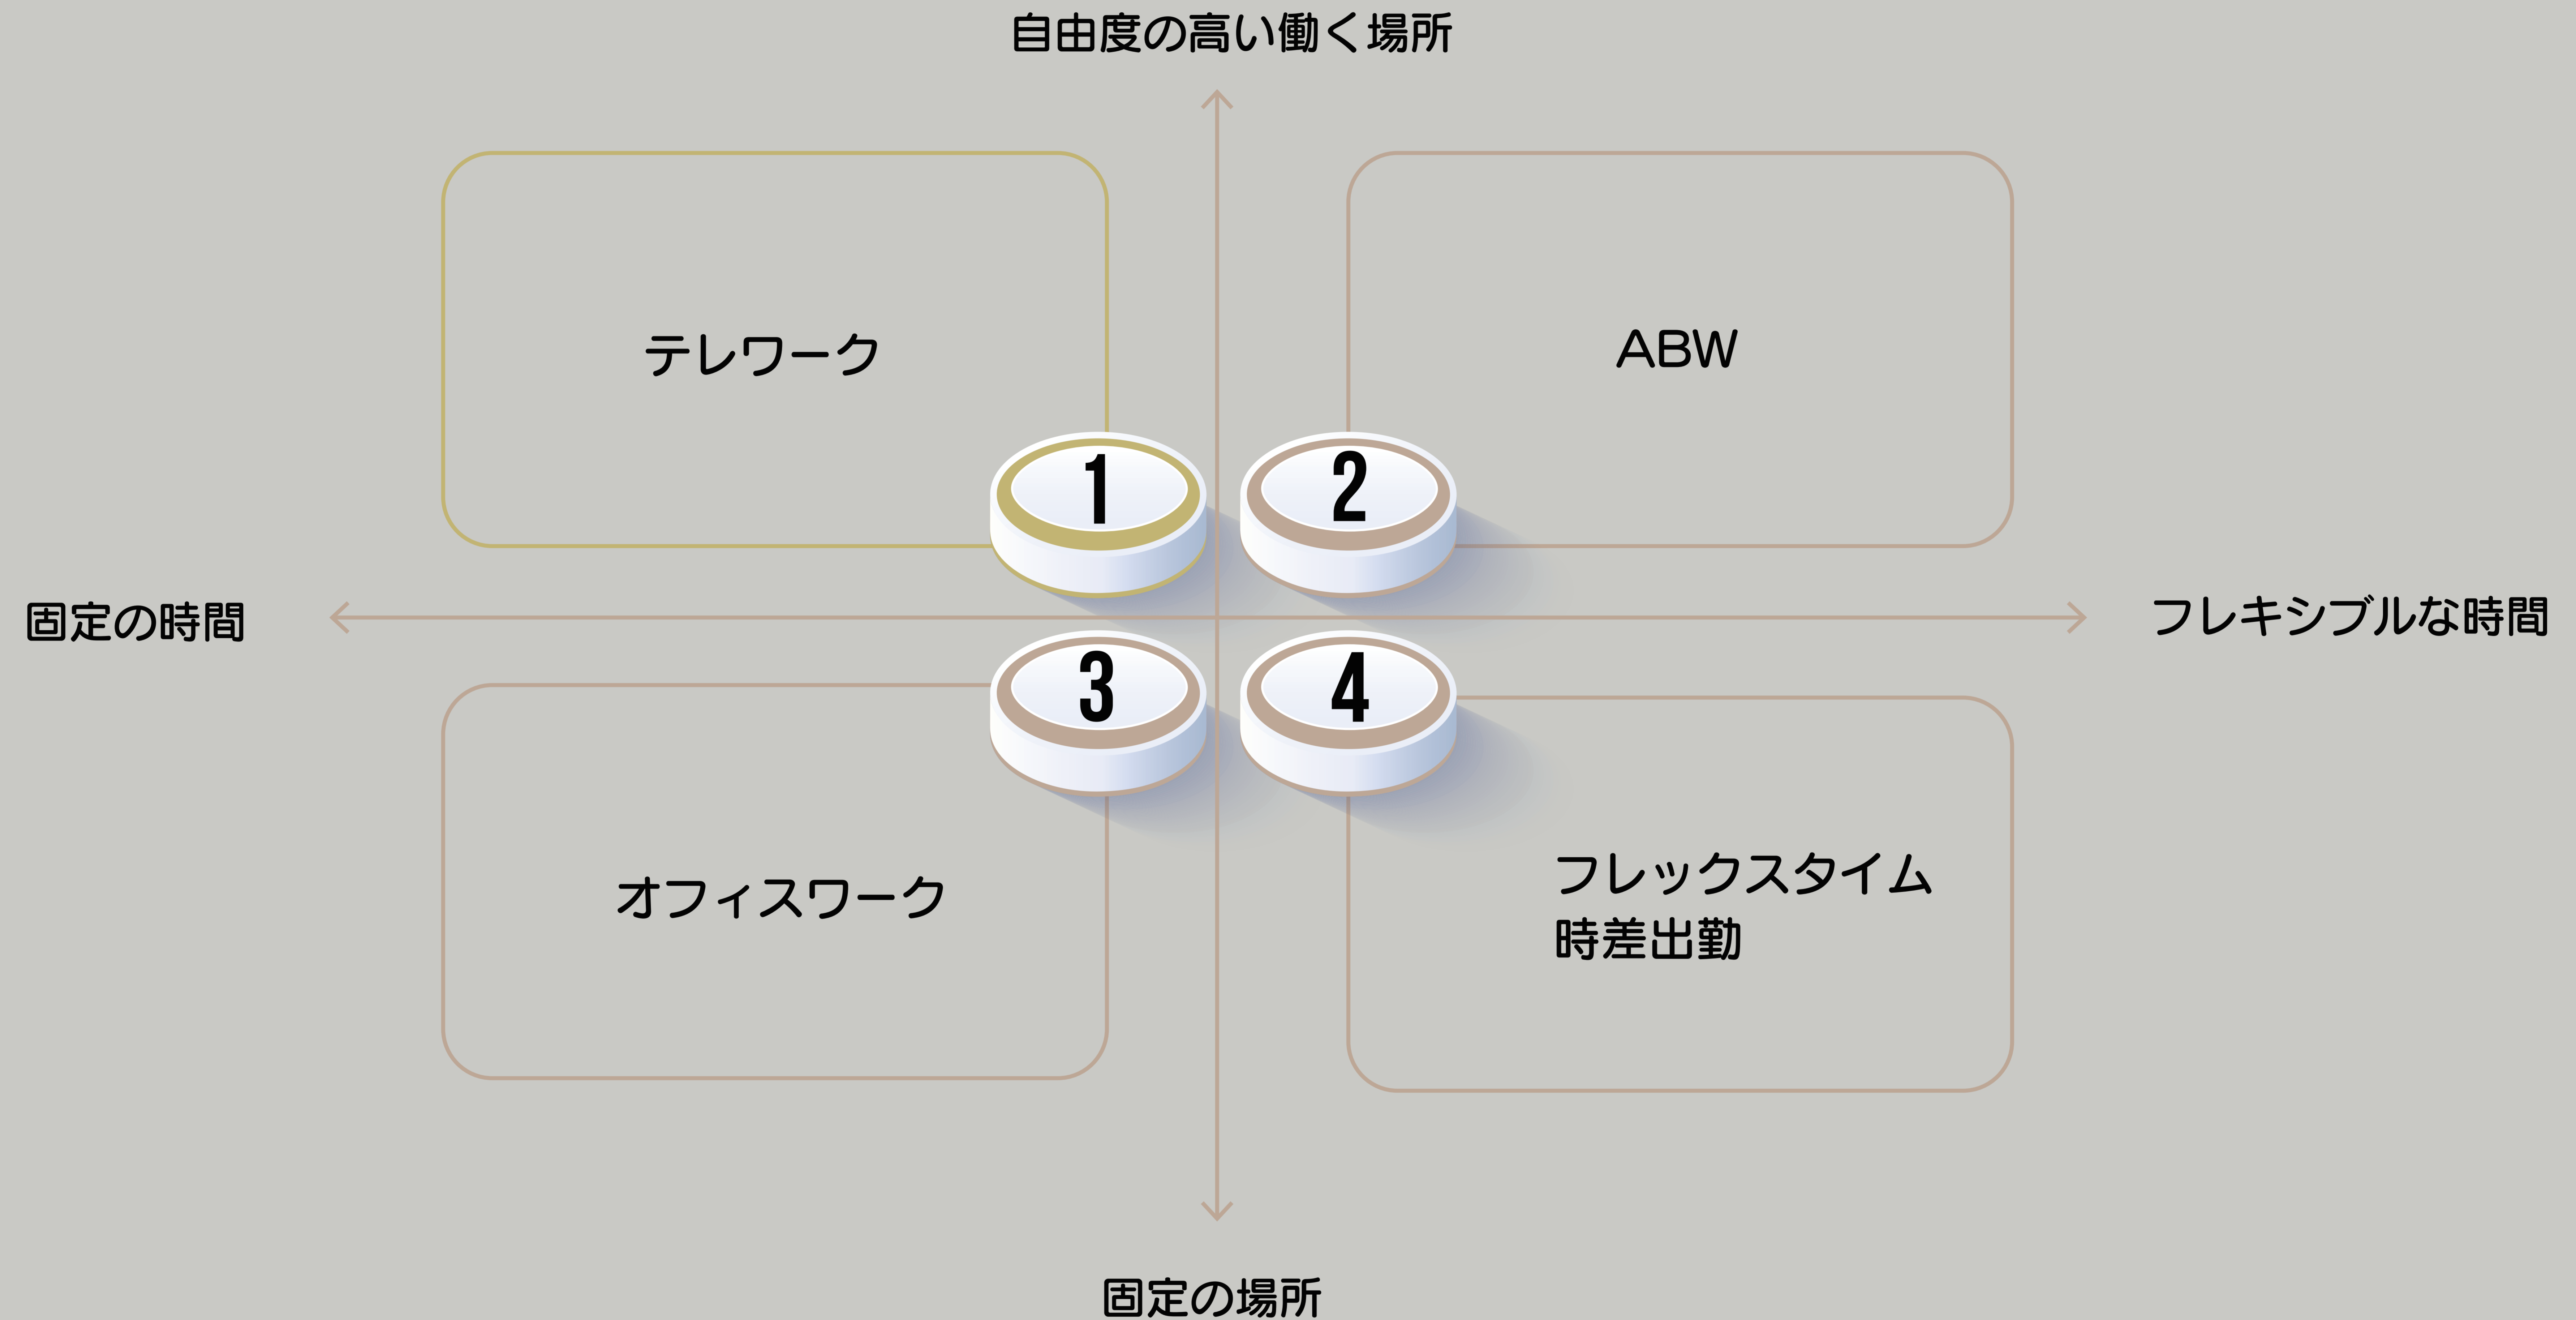 自由度の高い働く場所
テレワーク
ABW
1
2
固定の時間
フレキシブルな時間
3
4
オフィスワーク
フレックスタイム
時差出勤
固定の場所